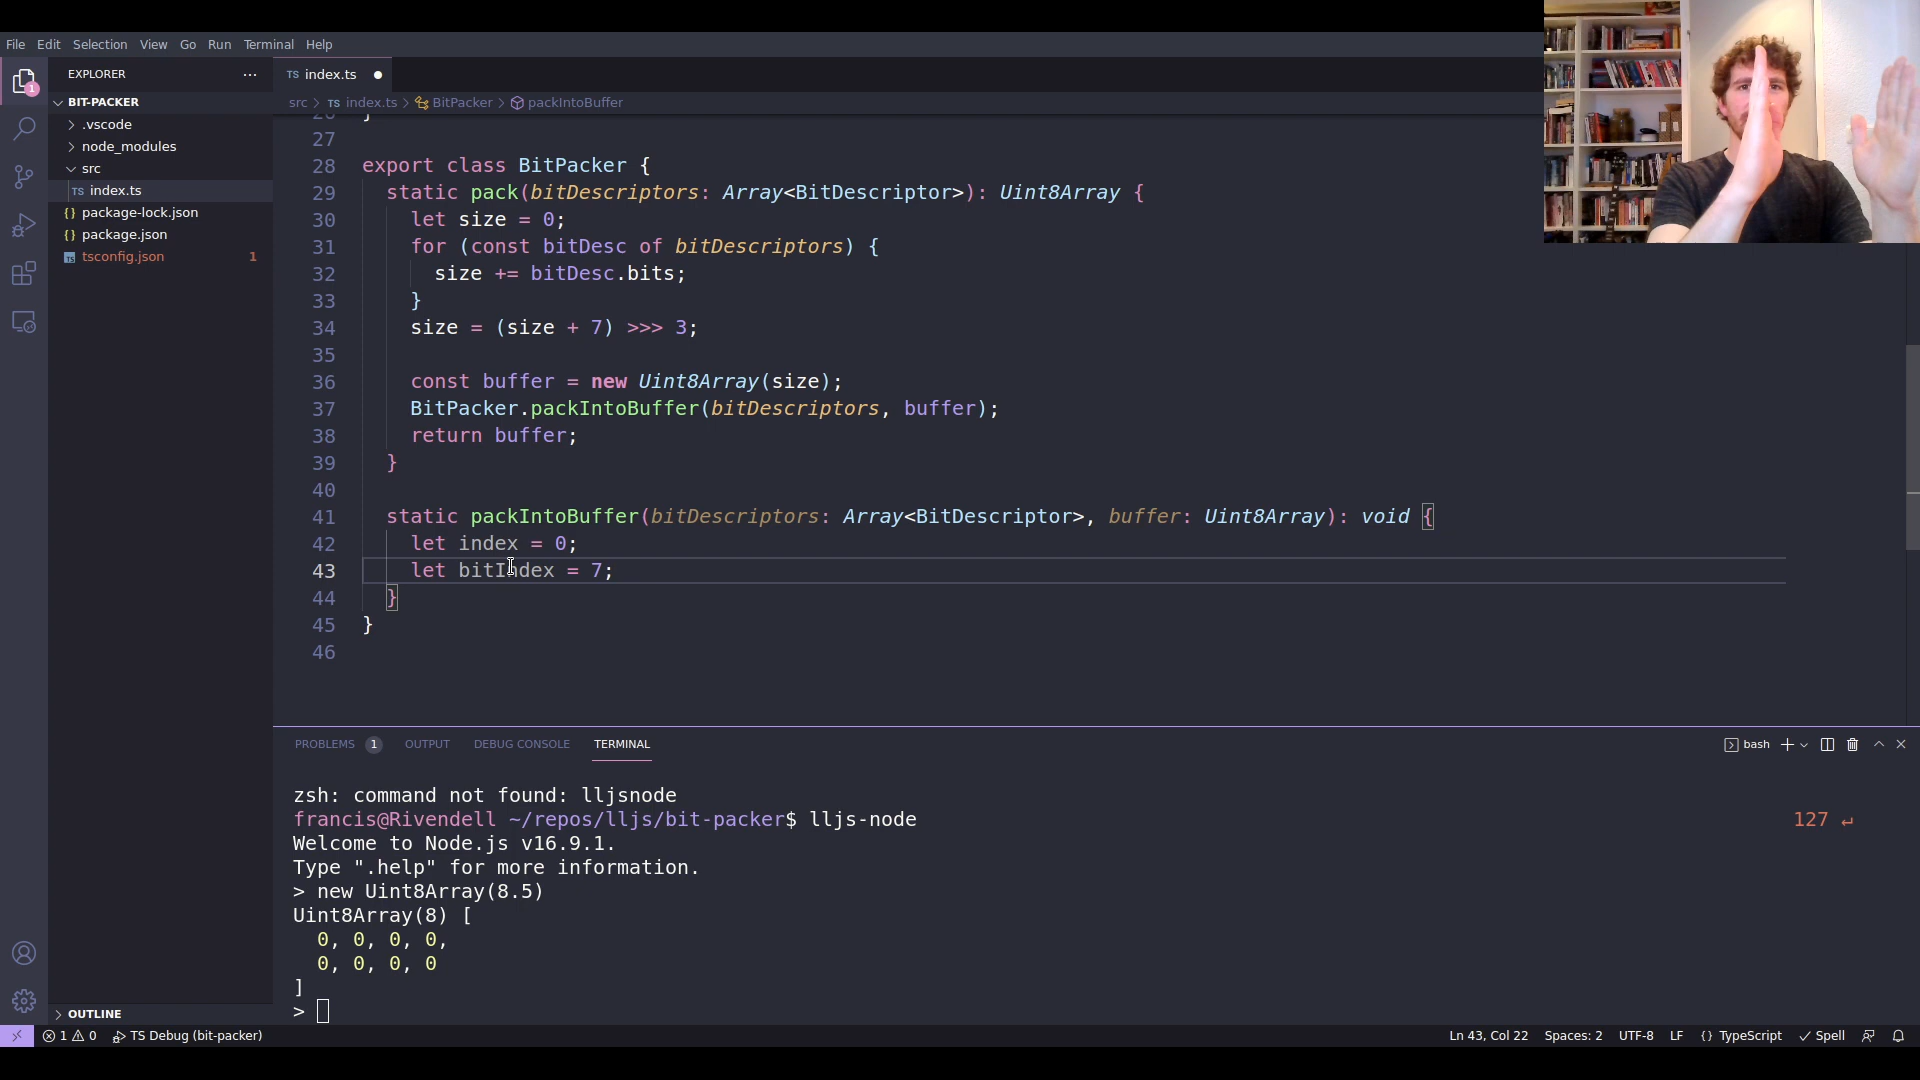 File Edit Selection View Go Run Terminal Help
EXPLORER ...
TS index.ts
1
BIT-PACKER
src > TS index.ts > BitPacker > packIntoBuffer
.vscode
node_modules
src
TS index.ts
{} package-lock.json
{} package.json
TS tsconfig.json 1
26 }
27
28 export class BitPacker {
29 static pack(bitDescriptors: Array<BitDescriptor>): Uint8Array {
30 let size = 0;
31 for (const bitDesc of bitDescriptors) {
32 size += bitDesc.bits;
33 }
34 size = (size + 7) >>> 3;
35
36 const buffer = new Uint8Array(size);
37 BitPacker.packIntoBuffer(bitDescriptors, buffer);
38 return buffer;
39 }
40
41 static packIntoBuffer(bitDescriptors: Array<BitDescriptor>, buffer: Uint8Array): void {
42 let index = 0;
43 let bitIndex = 7;
44 }
45 }
46
PROBLEMS 1 OUTPUT DEBUG CONSOLE TERMINAL
bash
zsh: command not found: lljsnode
francis@Rivendell ~/repos/lljs/bit-packer$ lljs-node 127 ↵
Welcome to Node.js v16.9.1.
Type ".help" for more information.
> new Uint8Array(8.5)
Uint8Array(8) [
0, 0, 0, 0,
0, 0, 0, 0
]
>
OUTLINE
1 0 TS Debug (bit-packer)
Ln 43, Col 22 Spaces: 2 UTF-8 LF {} TypeScript ✓ Spell